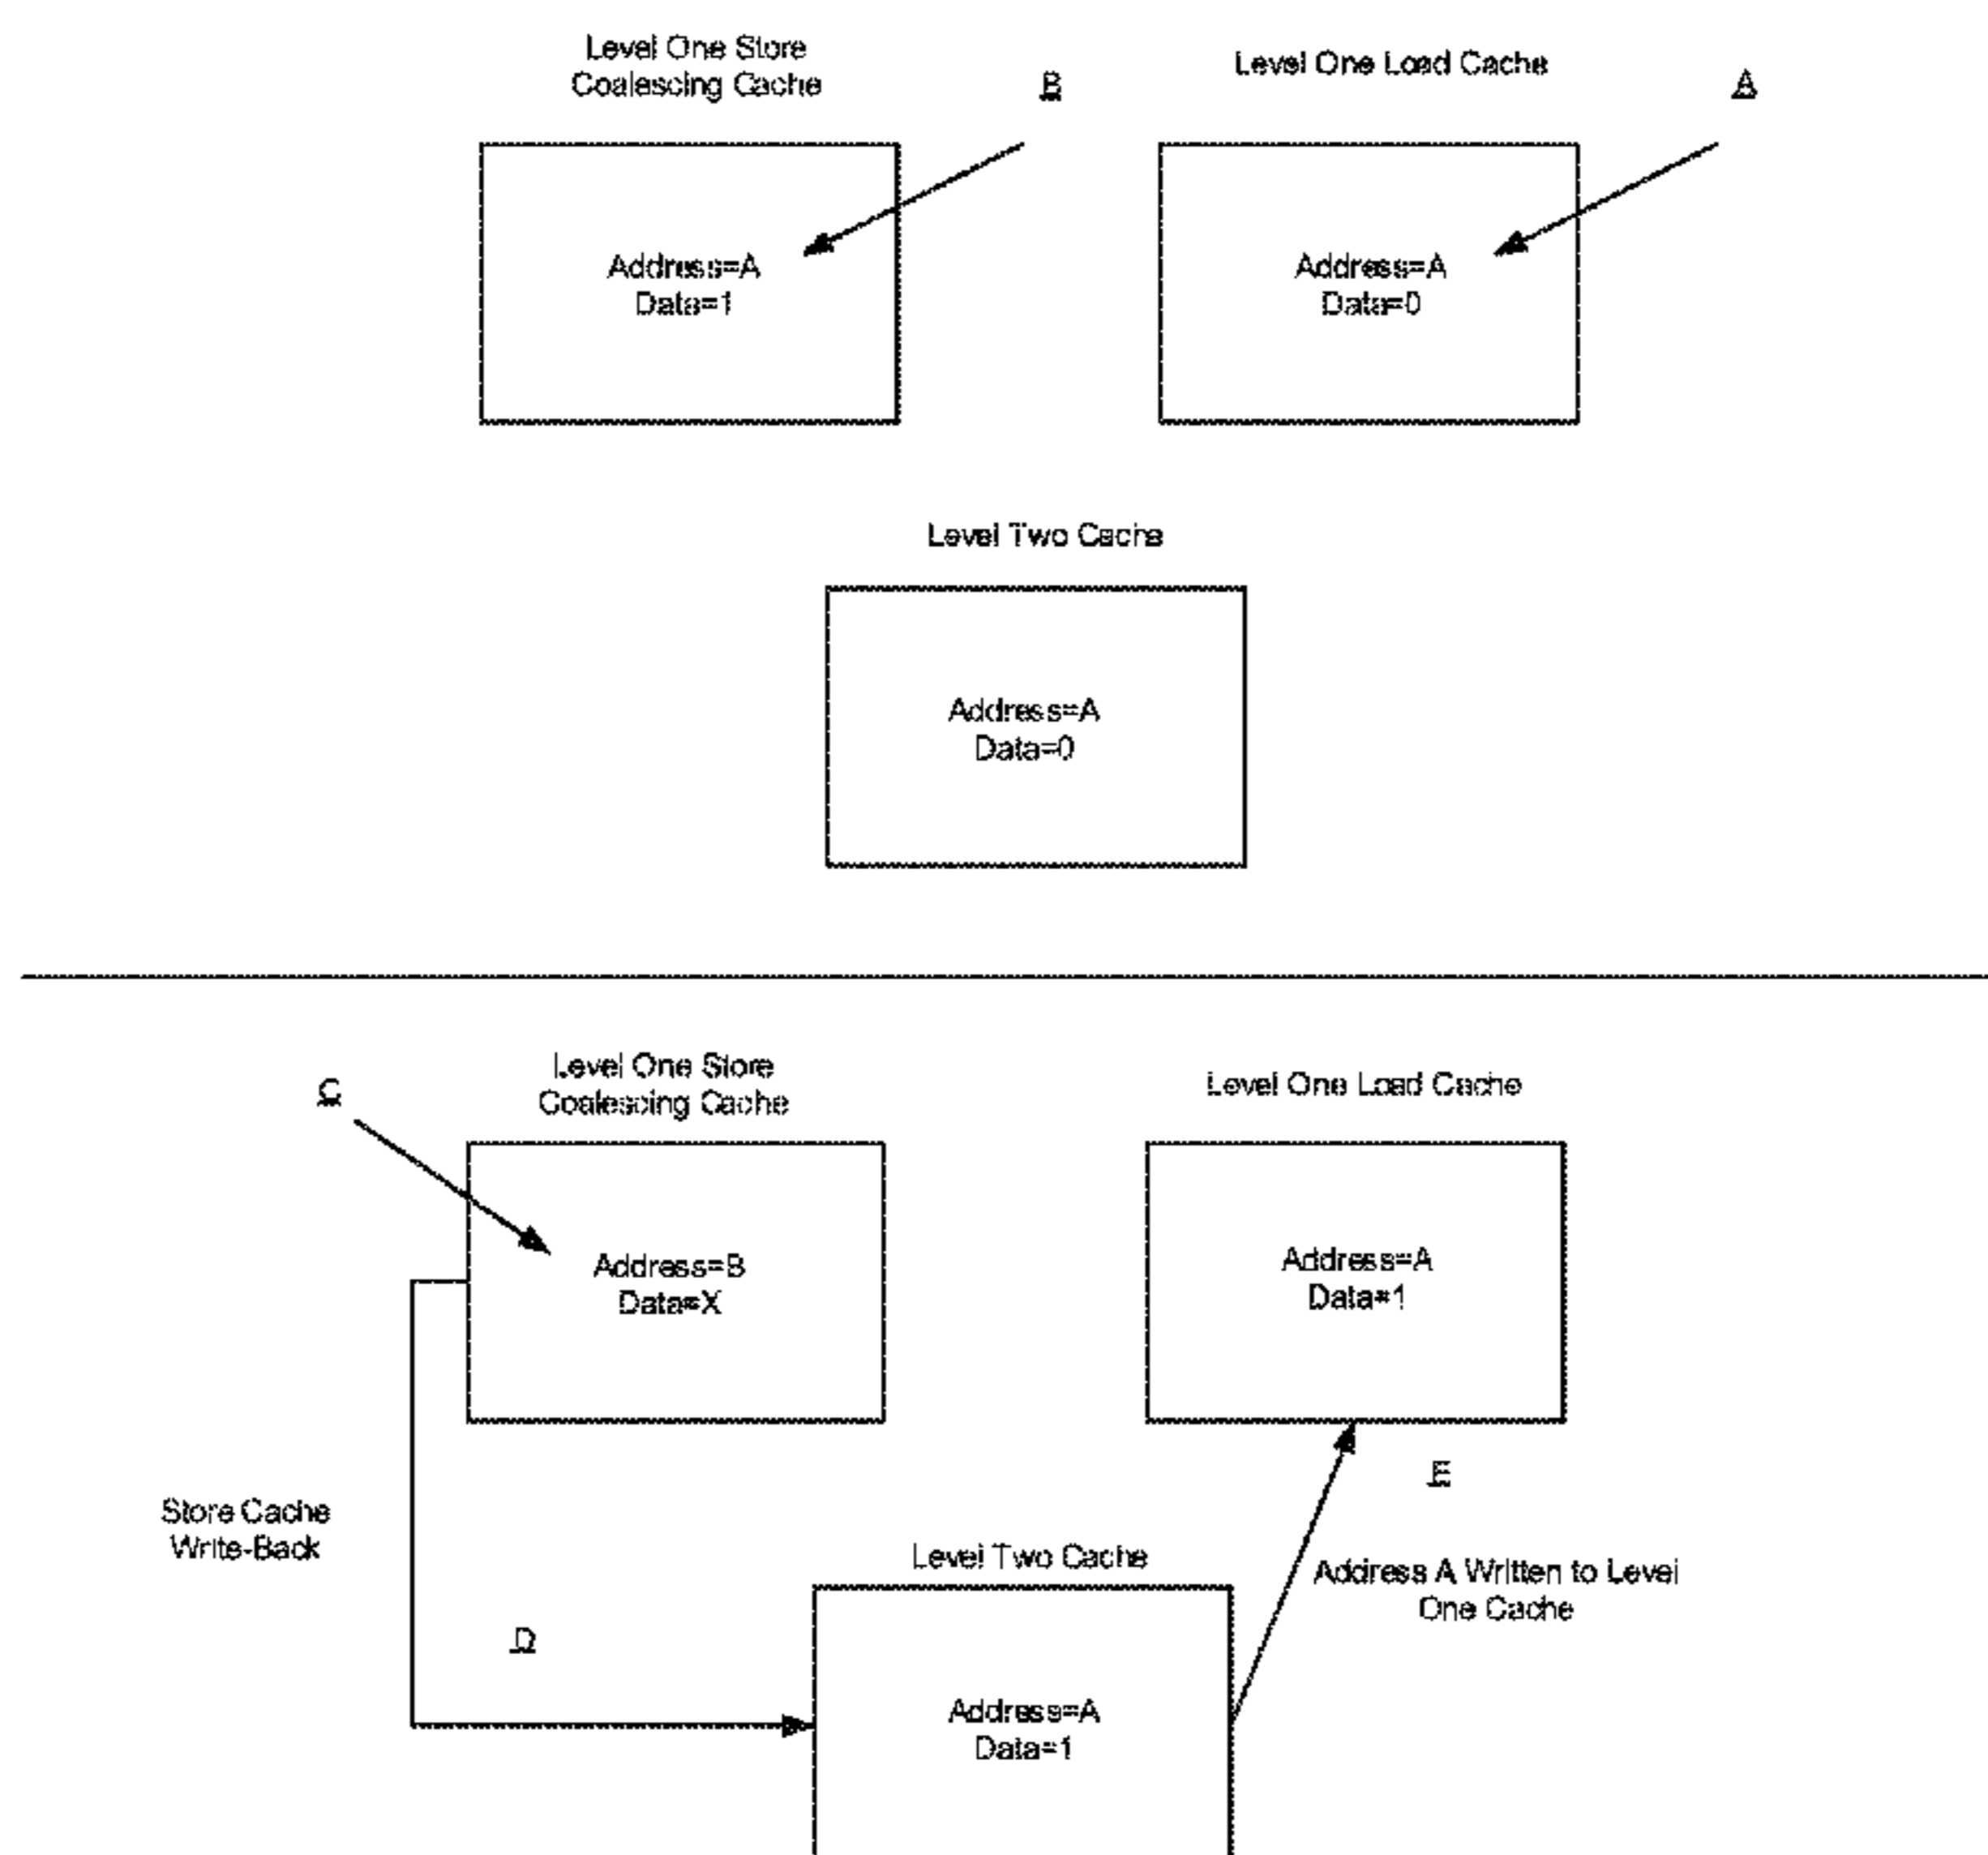 Level One Store
Coalescing Cache
B
Level One Load Cache
A
Address=A
Data=1
Address=A
Data=0
Level Two Cache
Address=A
Data=0
C
Level One Store
Coalescing Cache
Level One Load Cache
Address=B
Data=X
Address=A
Data=1
E
Store Cache
Write-Back
Level Two Cache
Address A Written to Level
One Cache
D
Address=A
Data=1